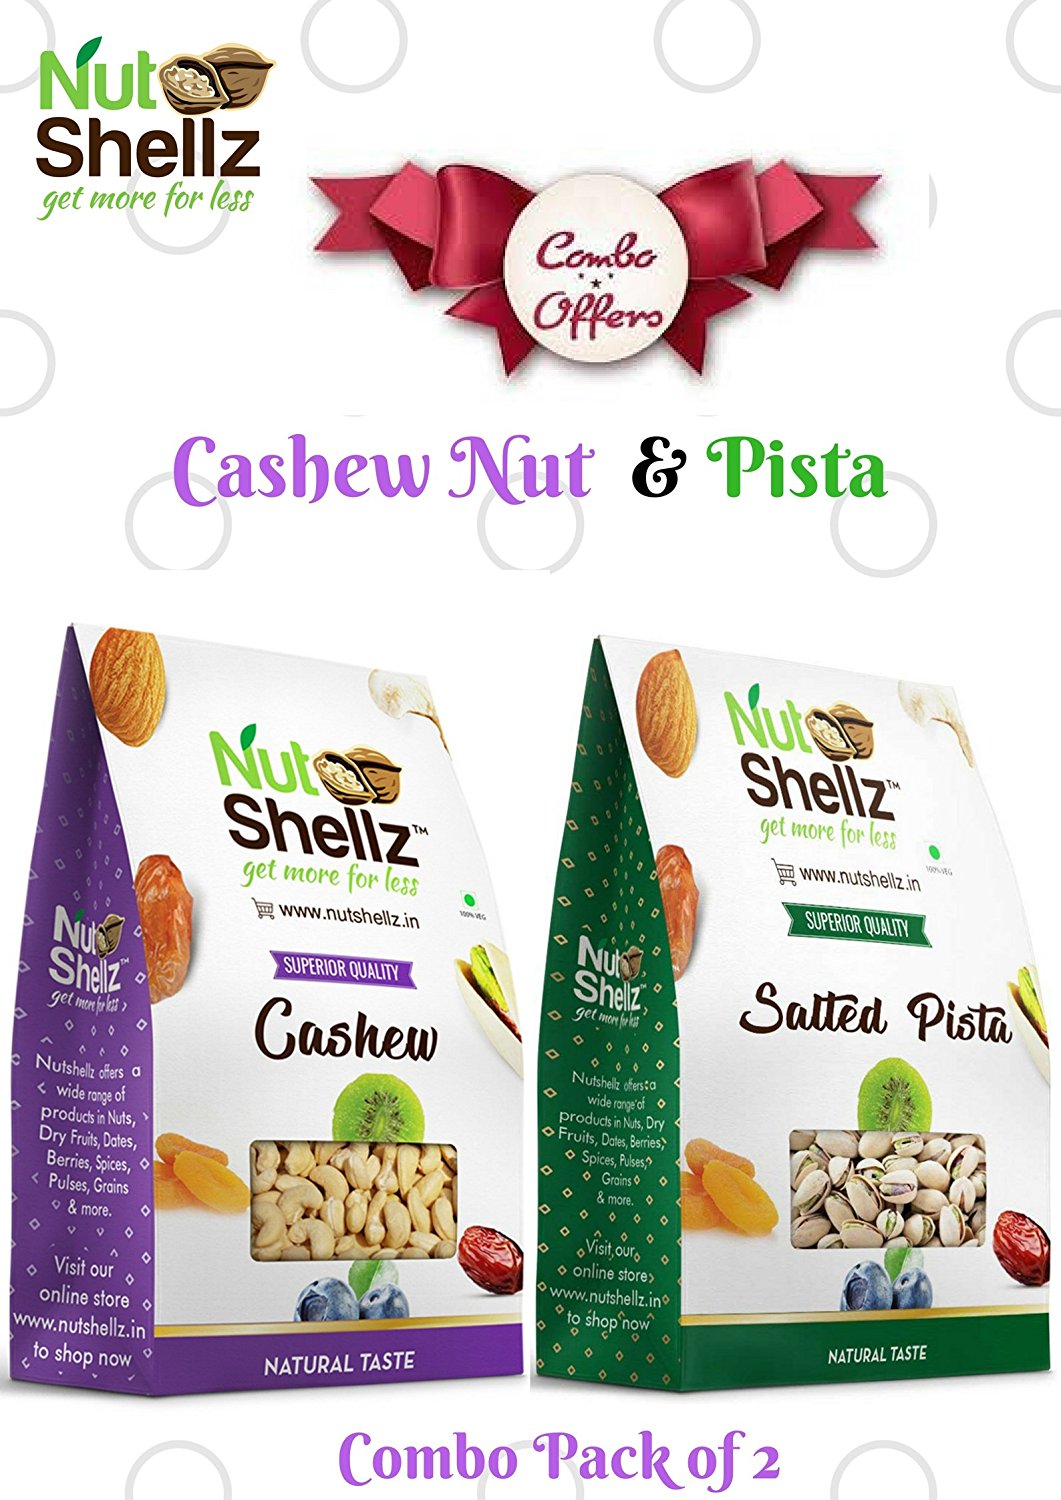 Nut
Shellz
get more for less
Combo
Offers
Cashew Nut & Pista
Nut
Shellz™
get more for less
www.nutshellz.in
100% VEG
SUPERIOR QUALITY
Cashew
NATURAL TASTE
Nut
Shellz™
get more for less
Nutshellz offers a
wide range of
products in Nuts,
Dry Fruits, Dates,
Berries, Spices,
Pulses, Grains
& more.
Visit our
online store
www.nutshellz.in
to shop now
Nut
Shellz™
get more for less
www.nutshellz.in
100% VEG
SUPERIOR QUALITY
Salted Pista
NATURAL TASTE
Nut
Shellz™
get more for less
Nutshellz offers a
wide range of
products in Nuts, Dry
Fruits, Dates, Berries,
Spices, Pulses,
Grains
& more.
Visit our
online store
www.nutshellz.in
to shop now
Combo Pack of 2